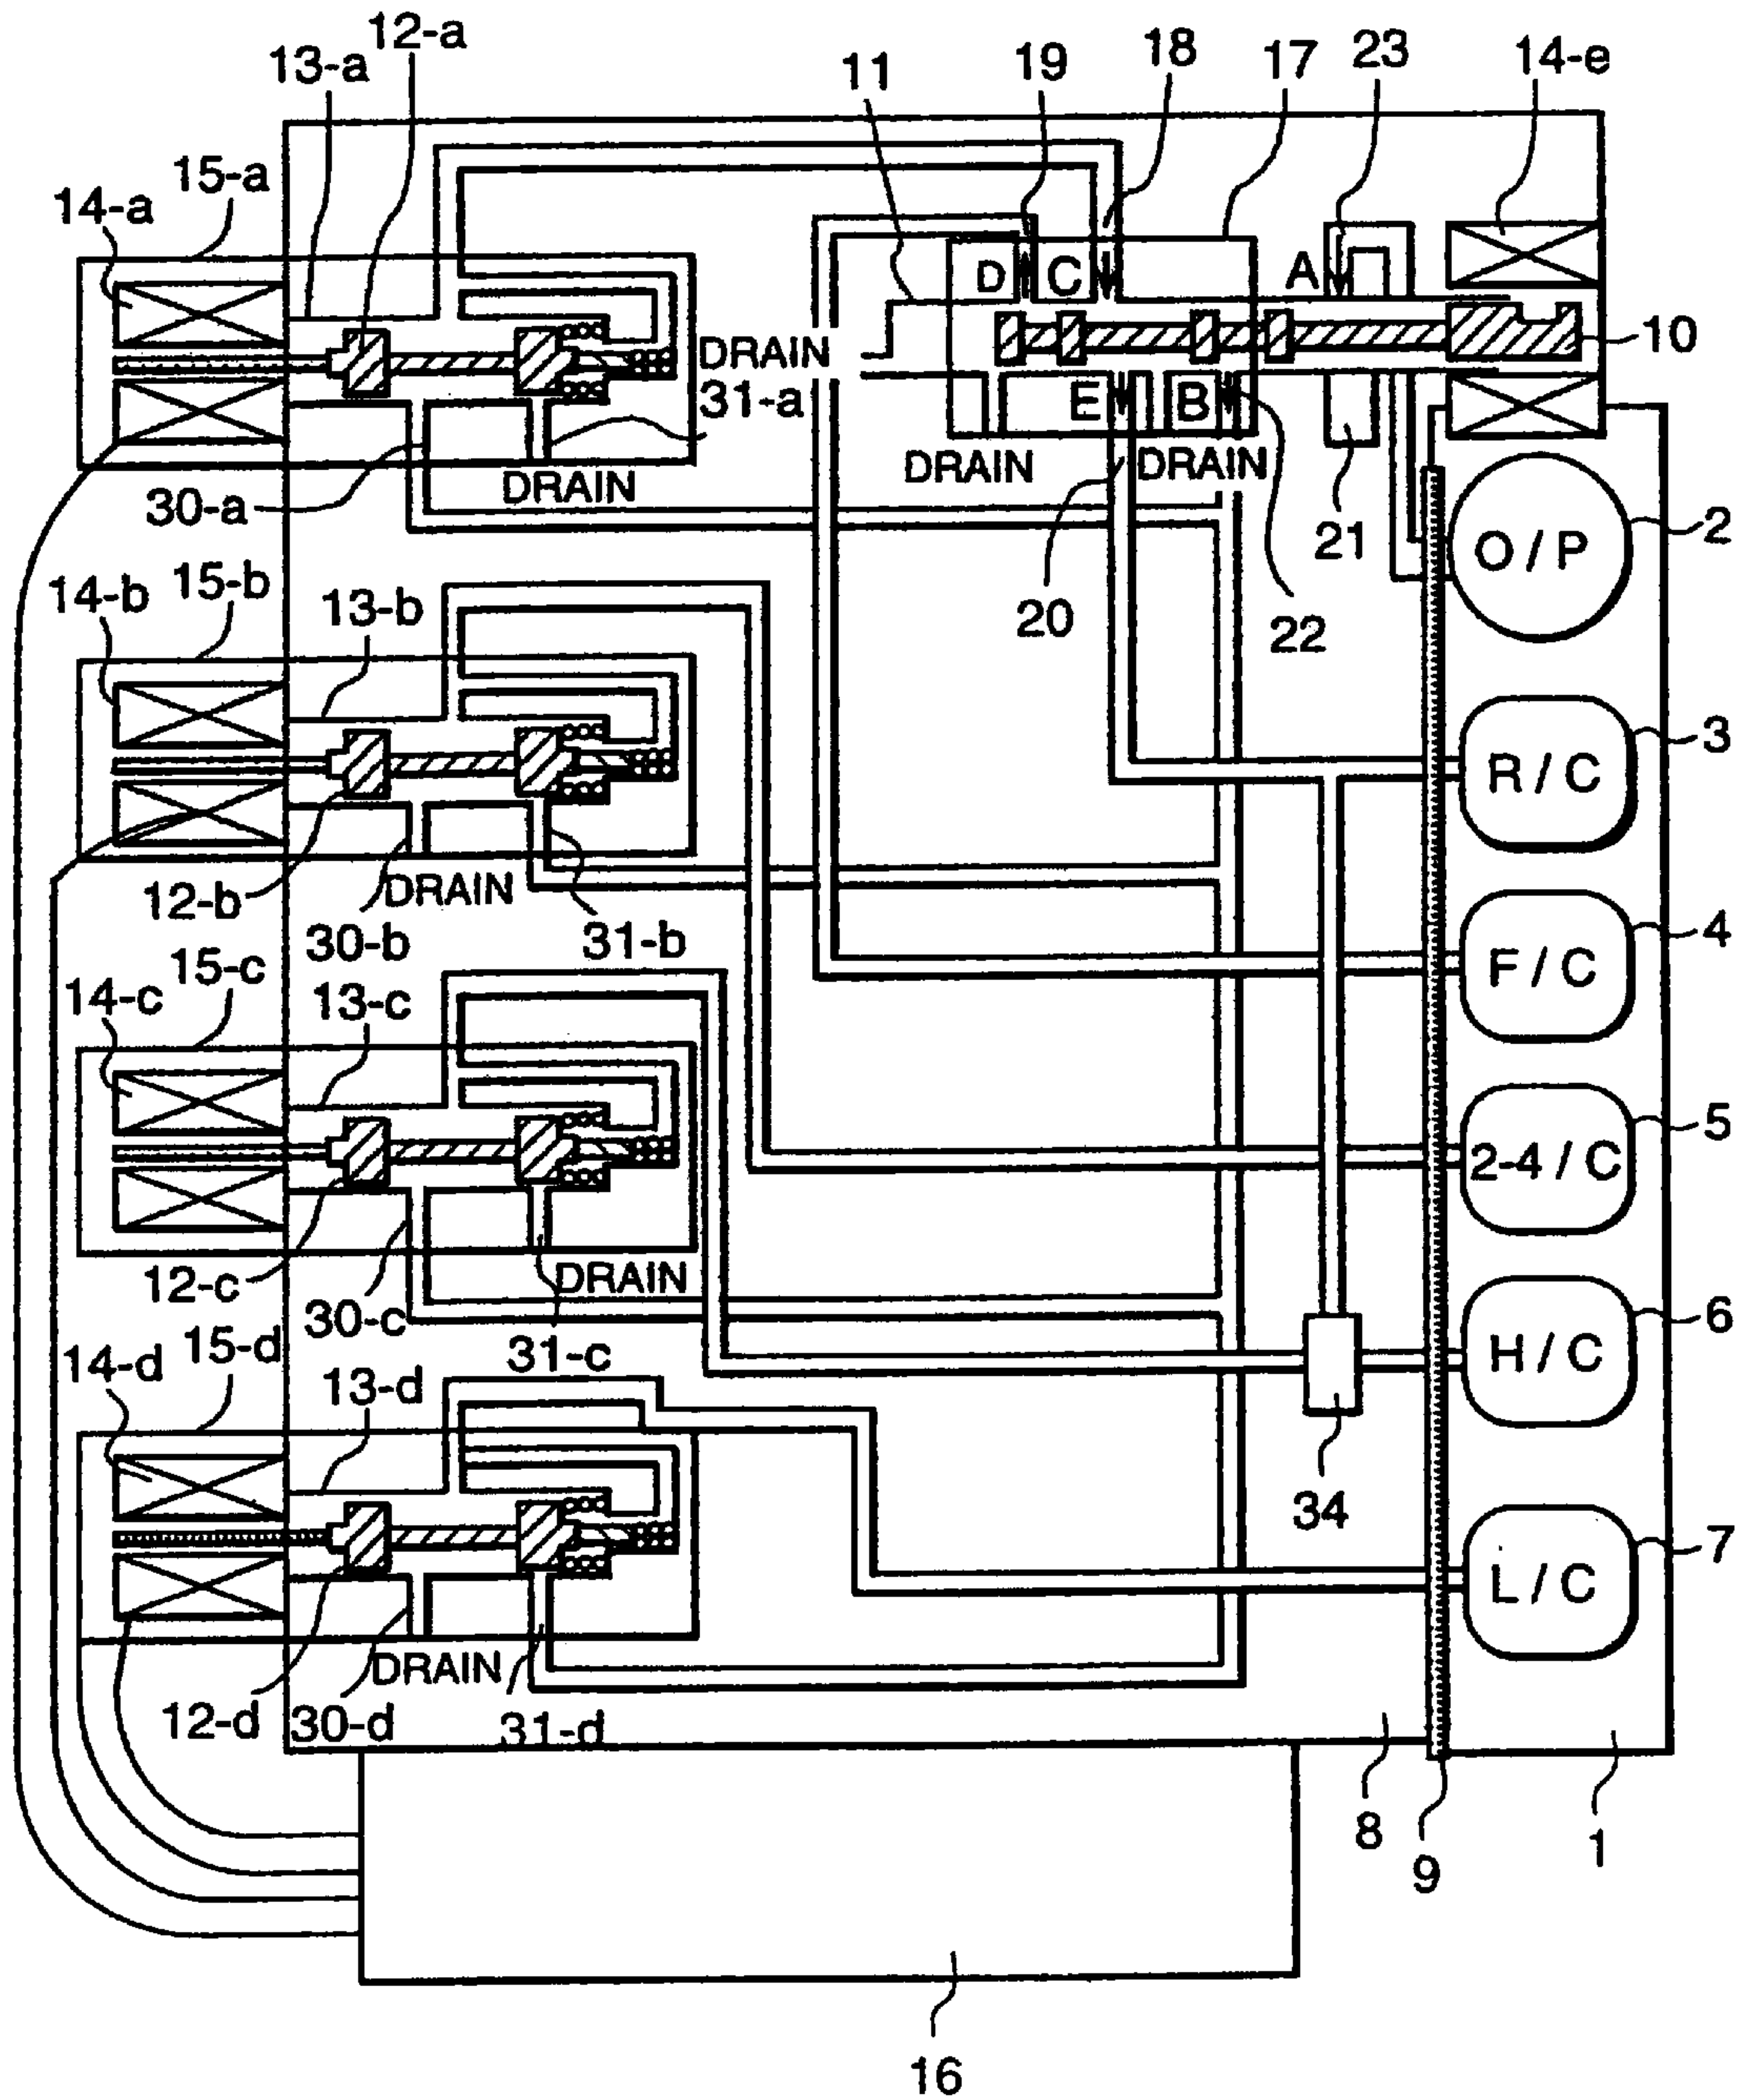 12-a
13-a
11
19
18
17
23
14-e
15-a
14-a
D
C
A
DRAIN
31-a
10
E
B
DRAIN
DRAIN
DRAIN
30-a
20
22
21
O / P
2
15-b
14-b
13-b
R / C
3
12-b
DRAIN
30-b
31-b
F / C
4
15-c
14-c
13-c
2-4 / C
5
12-c
30-c
DRAIN
31-c
H / C
6
15-d
14-d
13-d
34
L / C
7
12-d
30-d
DRAIN
31-d
8
9
1
16